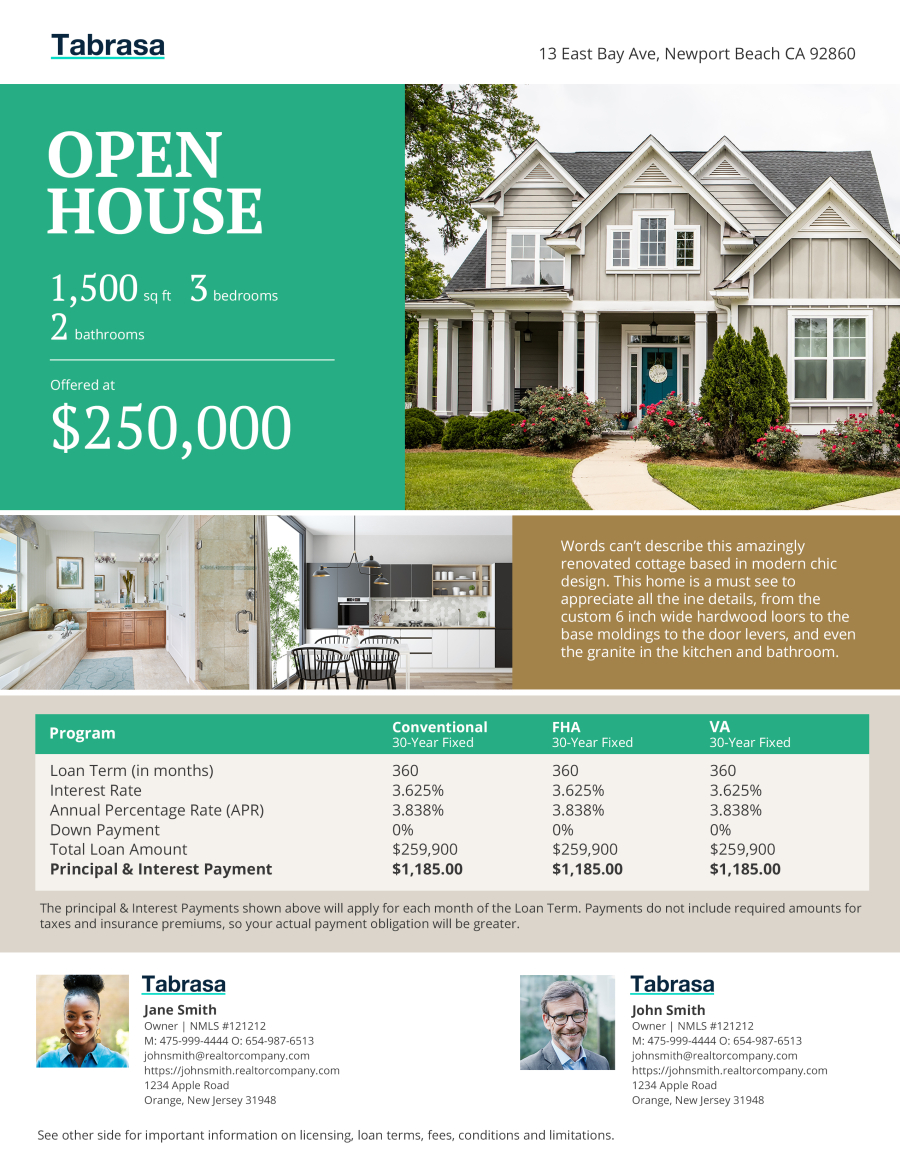 Tabrasa
13 East Bay Ave, Newport Beach CA 92860
OPEN
HOUSE
1,500 sq ft 3 bedrooms
2 bathrooms
Offered at
$250,000
Words can't describe this amazingly
renovated cottage based in modern chic
design. This home is a must see to
appreciate all the ine details, from the
custom 6 inch wide hardwood loors to the
base moldings to the door levers, and even
the granite in the kitchen and bathroom.
Program Conventional FHA VA
30-Year Fixed 30-Year Fixed 30-Year Fixed
Loan Term (in months) 360 360 360
Interest Rate 3.625% 3.625% 3.625%
Annual Percentage Rate (APR) 3.838% 3.838% 3.838%
Down Payment 0% 0% 0%
Total Loan Amount $259,900 $259,900 $259,900
Principal & Interest Payment $1,185.00 $1,185.00 $1,185.00
The principal & Interest Payments shown above will apply for each month of the Loan Term. Payments do not include required amounts for
taxes and insurance premiums, so your actual payment obligation will be greater.
Tabrasa
Jane Smith
Owner | NMLS #121212
M: 475-999-4444 O: 654-987-6513
johnsmith@realtorcompany.com
https://johnsmith.realtorcompany.com
1234 Apple Road
Orange, New Jersey 31948
Tabrasa
John Smith
Owner | NMLS #121212
M: 475-999-4444 O: 654-987-6513
johnsmith@realtorcompany.com
https://johnsmith.realtorcompany.com
1234 Apple Road
Orange, New Jersey 31948
See other side for important information on licensing, loan terms, fees, conditions and limitations.